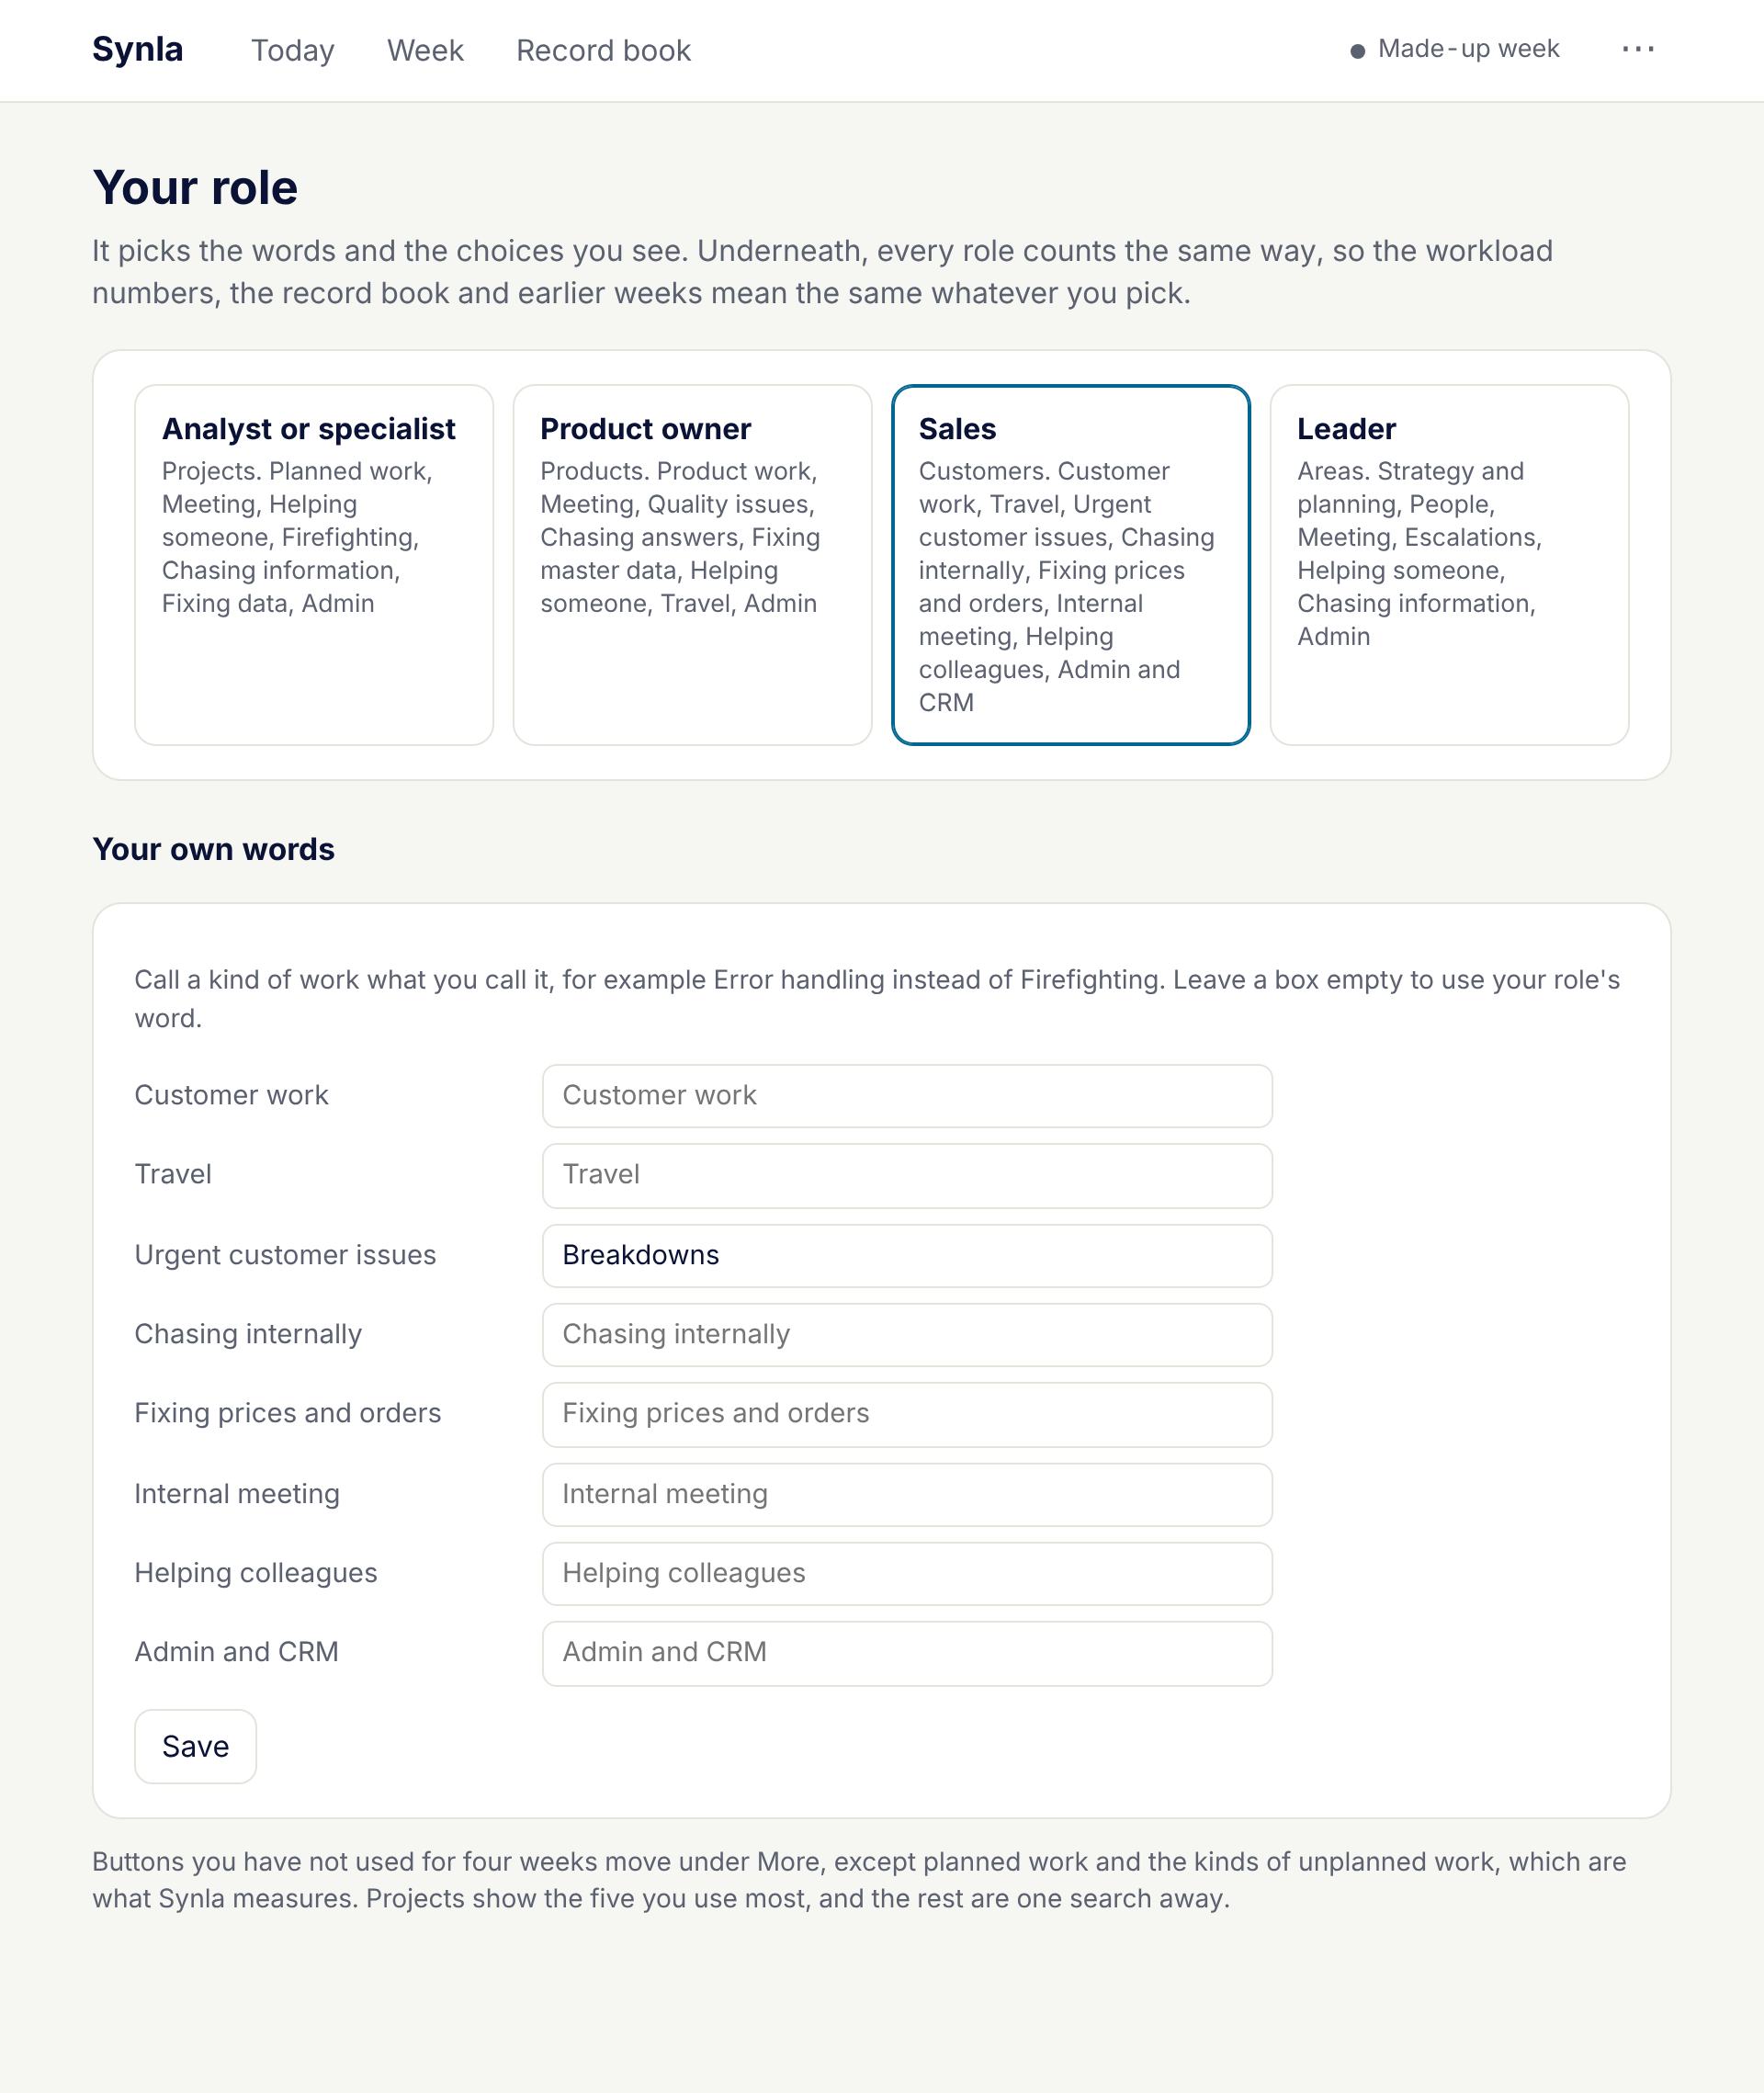 Synla Today Week Record book Made-up week ···
Your role
It picks the words and the choices you see. Underneath, every role counts the same way, so the workload
numbers, the record book and earlier weeks mean the same whatever you pick.
Analyst or specialist
Projects. Planned work,
Meeting, Helping
someone, Firefighting,
Chasing information,
Fixing data, Admin
Product owner
Products. Product work,
Meeting, Quality issues,
Chasing answers, Fixing
master data, Helping
someone, Travel, Admin
Sales
Customers. Customer
work, Travel, Urgent
customer issues, Chasing
internally, Fixing prices
and orders, Internal
meeting, Helping
colleagues, Admin and
CRM
Leader
Areas. Strategy and
planning, People,
Meeting, Escalations,
Helping someone,
Chasing information,
Admin
Your own words
Call a kind of work what you call it, for example Error handling instead of Firefighting. Leave a box empty to use your role's
word.
Customer work Customer work
Travel Travel
Urgent customer issues Breakdowns
Chasing internally Chasing internally
Fixing prices and orders Fixing prices and orders
Internal meeting Internal meeting
Helping colleagues Helping colleagues
Admin and CRM Admin and CRM
Save
Buttons you have not used for four weeks move under More, except planned work and the kinds of unplanned work, which are
what Synla measures. Projects show the five you use most, and the rest are one search away.